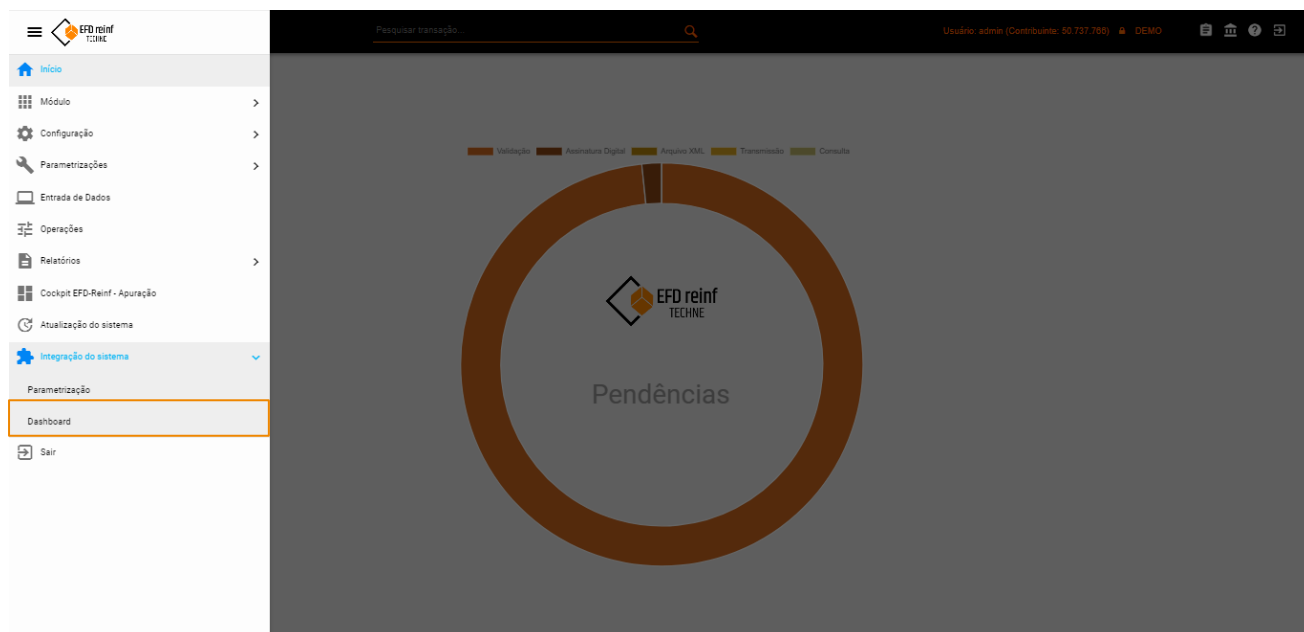 EFD reinf
TECHNE
Pesquisar transação...
Usuário: admin (Contribuinte: 50.737.766) DEMO
Início
Módulo
Configuração
Parametrizações
Entrada de Dados
Operações
Relatórios
Cockpit EFD-Reinf - Apuração
Atualização do sistema
Integração do sistema
Parametrização
Dashboard
Sair
Validação Assinatura Digital Arquivo XML Transmissão Consulta
EFD reinf
TECHNE
Pendências